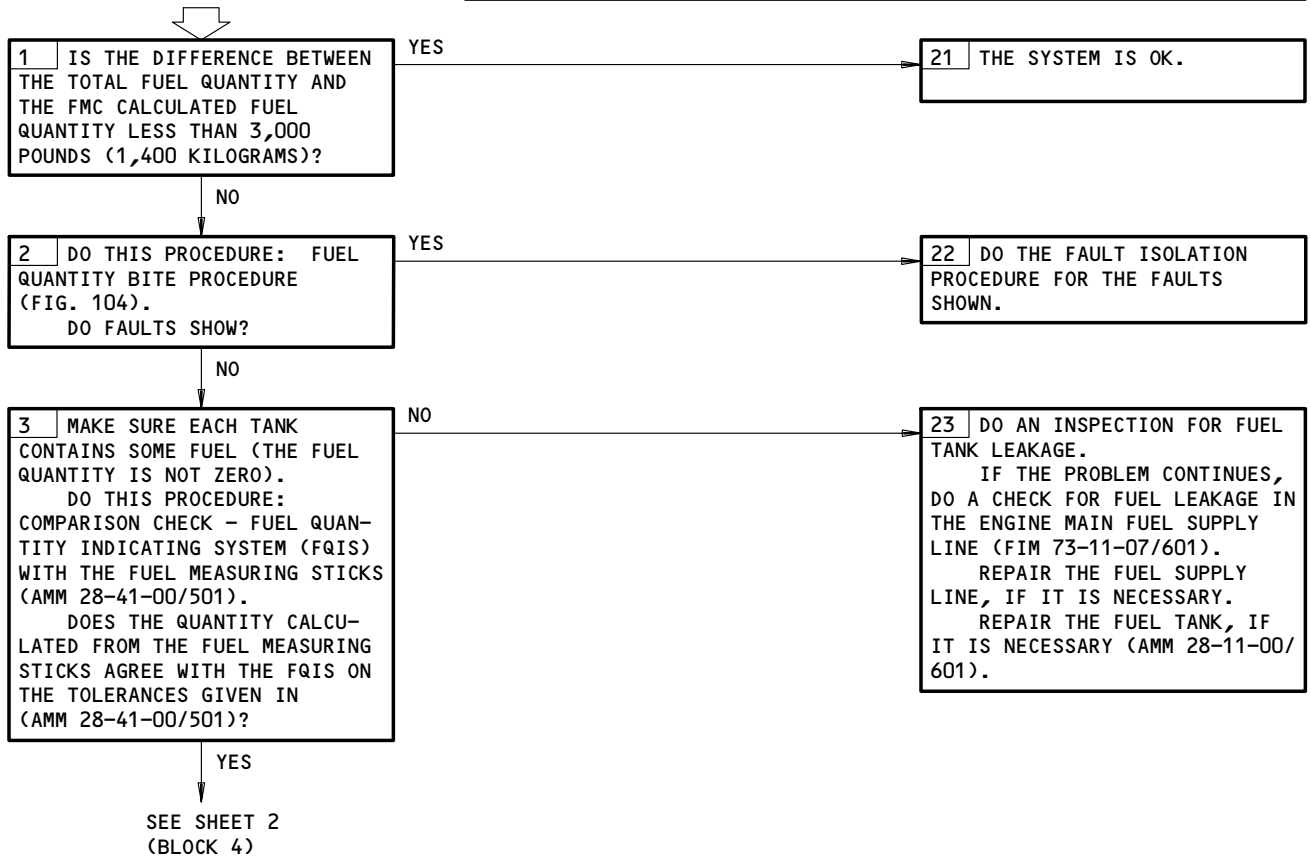 1 IS THE DIFFERENCE BETWEEN
THE TOTAL FUEL QUANTITY AND
THE FMC CALCULATED FUEL
QUANTITY LESS THAN 3,000
POUNDS (1,400 KILOGRAMS)?
YES
21 THE SYSTEM IS OK.
NO
2 DO THIS PROCEDURE: FUEL
QUANTITY BITE PROCEDURE
(FIG. 104).
DO FAULTS SHOW?
YES
22 DO THE FAULT ISOLATION
PROCEDURE FOR THE FAULTS
SHOWN.
NO
3 MAKE SURE EACH TANK
CONTAINS SOME FUEL (THE FUEL
QUANTITY IS NOT ZERO).
DO THIS PROCEDURE:
COMPARISON CHECK - FUEL QUAN-
TITY INDICATING SYSTEM (FQIS)
WITH THE FUEL MEASURING STICKS
(AMM 28-41-00/501).
DOES THE QUANTITY CALCU-
LATED FROM THE FUEL MEASURING
STICKS AGREE WITH THE FQIS ON
THE TOLERANCES GIVEN IN
(AMM 28-41-00/501)?
NO
23 DO AN INSPECTION FOR FUEL
TANK LEAKAGE.
IF THE PROBLEM CONTINUES,
DO A CHECK FOR FUEL LEAKAGE IN
THE ENGINE MAIN FUEL SUPPLY
LINE (FIM 73-11-07/601).
REPAIR THE FUEL SUPPLY
LINE, IF IT IS NECESSARY.
REPAIR THE FUEL TANK, IF
IT IS NECESSARY (AMM 28-11-00/
601).
YES
SEE SHEET 2
(BLOCK 4)